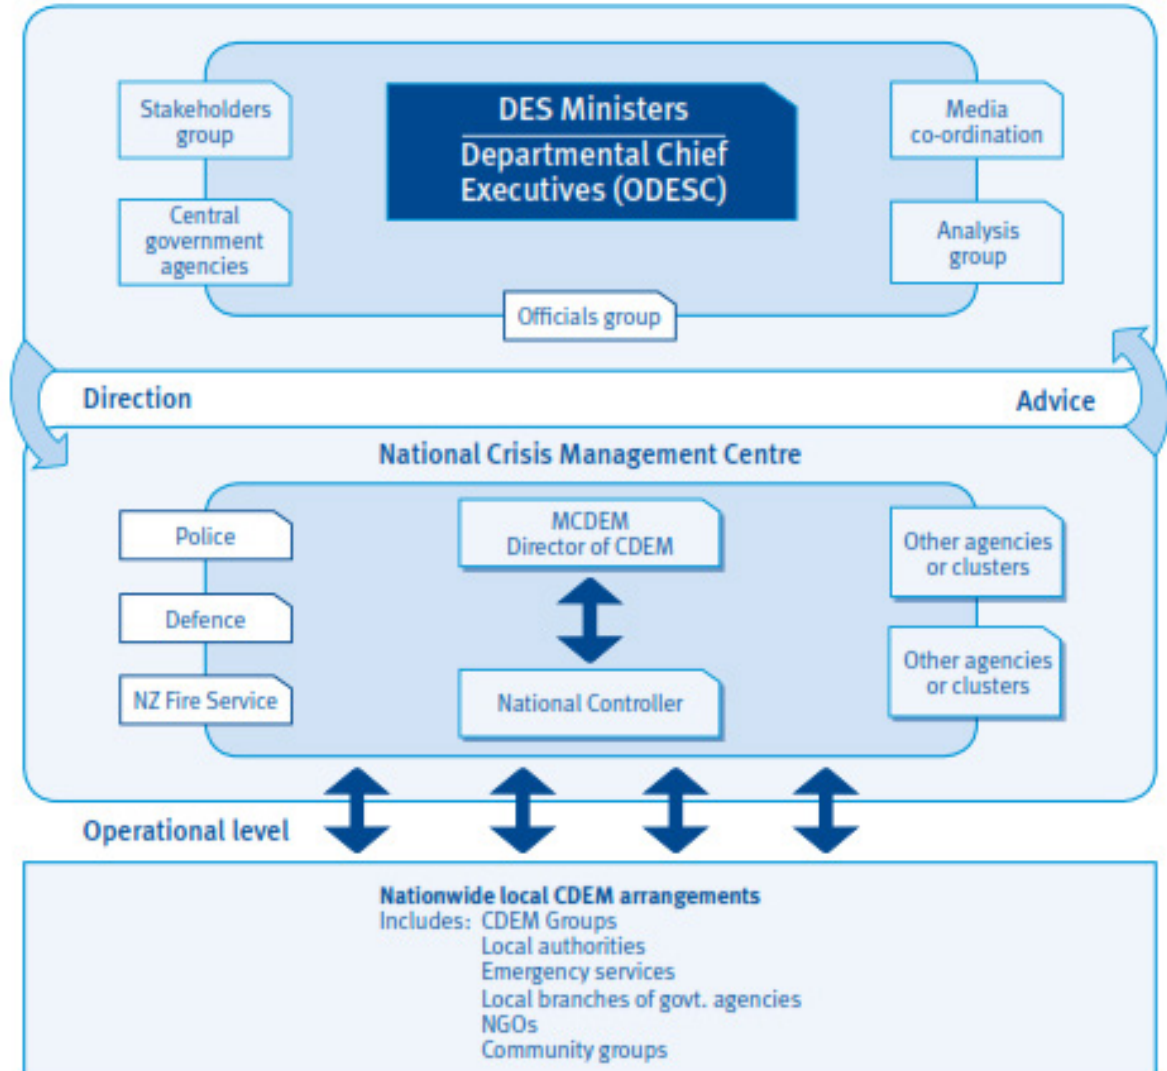 DES Ministers
Departmental Chief
Executives (ODESC)
Stakeholders
group
Central
government
agencies
Media
co-ordination
Analysis
group
Officials group
Direction
Advice
National Crisis Management Centre
Police
Defence
NZ Fire Service
MCDEM
Director of CDEM
National Controller
Other agencies
or clusters
Other agencies
or clusters
Operational level
Nationwide local CDEM arrangements
Includes: CDEM Groups
Local authorities
Emergency services
Local branches of govt. agencies
NGOs
Community groups